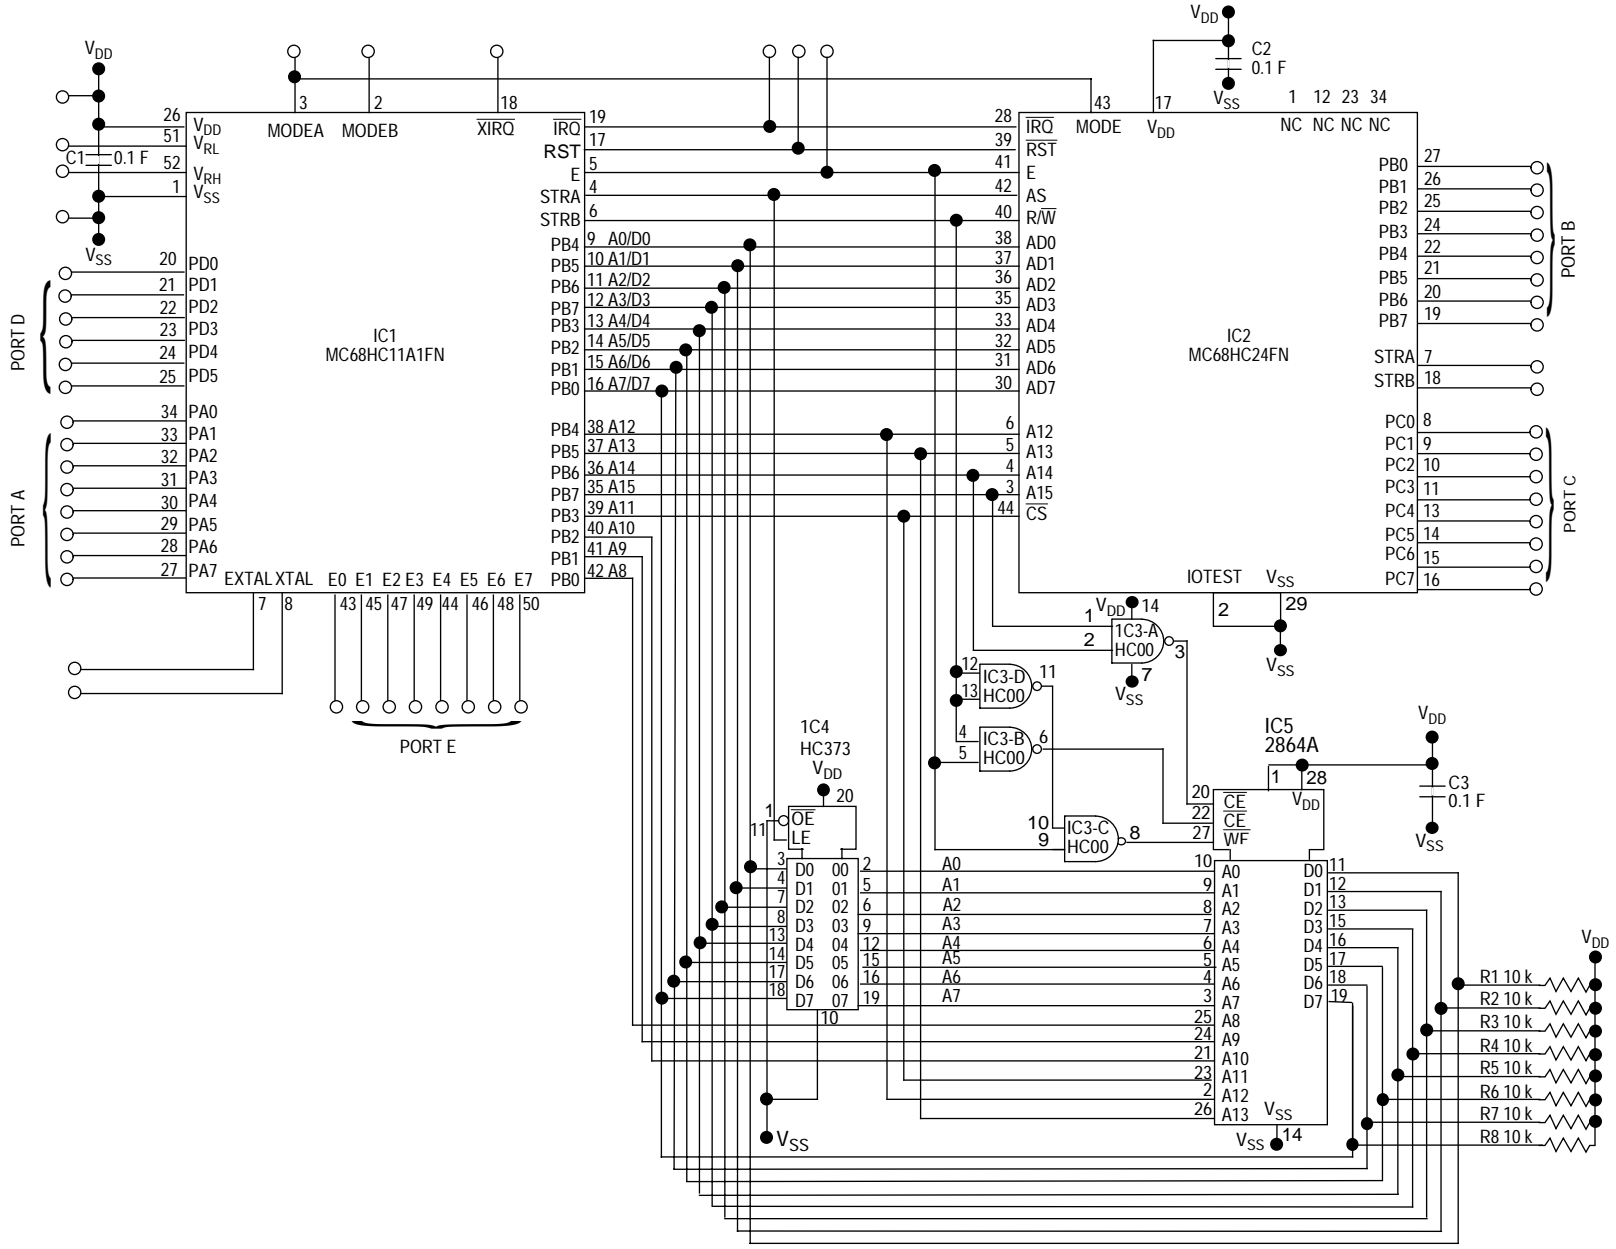 VDD
C2
0.1 F
VDD
VSS
3
2
18
43
17
1 12 23 34
MODEA
MODEB
XIRQ
MODE
VDD
NC NC NC NC
26 VDD
51 VRL
C1 0.1 F
52 VRH
1 VSS
VSS
IRQ 19
RST 17
E 5
STRA 4
STRB 6
PB4 9 A0/D0
PB5 10 A1/D1
PB6 11 A2/D2
PB7 12 A3/D3
PB3 13 A4/D4
PB2 14 A5/D5
PB1 15 A6/D6
PB0 16 A7/D7
PB4 38 A12
PB5 37 A13
PB6 36 A14
PB7 35 A15
PB3 39 A11
PB2 40 A10
PB1 41 A9
PB0 42 A8
IC1
MC68HC11A1FN
PORT D
20 PD0
21 PD1
22 PD2
23 PD3
24 PD4
25 PD5
PORT A
34 PA0
33 PA1
32 PA2
31 PA3
30 PA4
29 PA5
28 PA6
27 PA7
EXTAL XTAL
7 8
E0 E1 E2 E3 E4 E5 E6 E7
43 45 47 49 44 46 48 50
PORT E
28 IRQ
39 RST
41 E
42 AS
40 R/W
38 AD0
37 AD1
36 AD2
35 AD3
33 AD4
32 AD5
31 AD6
30 AD7
6 A12
5 A13
4 A14
3 A15
44 CS
IC2
MC68HC24FN
PB0 27
PB1 26
PB2 25
PB3 24
PB4 22
PB5 21
PB6 20
PB7 19
PORT B
STRA 7
STRB 18
PC0 8
PC1 9
PC2 10
PC3 11
PC4 13
PC5 14
PC6 15
PC7 16
PORT C
IOTEST VSS
2 29
VSS
VDD 14
1
2
1C3-A
HC00
3
7
VSS
12
13
IC3-D
HC00
11
4
5
IC3-B
HC00
6
10
9
IC3-C
HC00
8
1C4
HC373
VDD
20
1 OE
11 LE
3 D0 00 2 A0
4 D1 01 5 A1
7 D2 02 6 A2
8 D3 03 9 A3
13 D4 04 12 A4
14 D5 05 15 A5
17 D6 06 16 A6
18 D7 07 19 A7
10
VSS
IC5
2864A
1 28
VDD
VDD
C3
0.1 F
VSS
20 CE
22 CE
27 WF
10 A0 D0 11
9 A1 D1 12
8 A2 D2 13
7 A3 D3 15
6 A4 D4 16
5 A5 D5 17
4 A6 D6 18
3 A7 D7 19
25 A8
24 A9
21 A10
23 A11
2 A12
26 A13
VSS
VSS 14
VDD
R1 10 k
R2 10 k
R3 10 k
R4 10 k
R5 10 k
R6 10 k
R7 10 k
R8 10 k